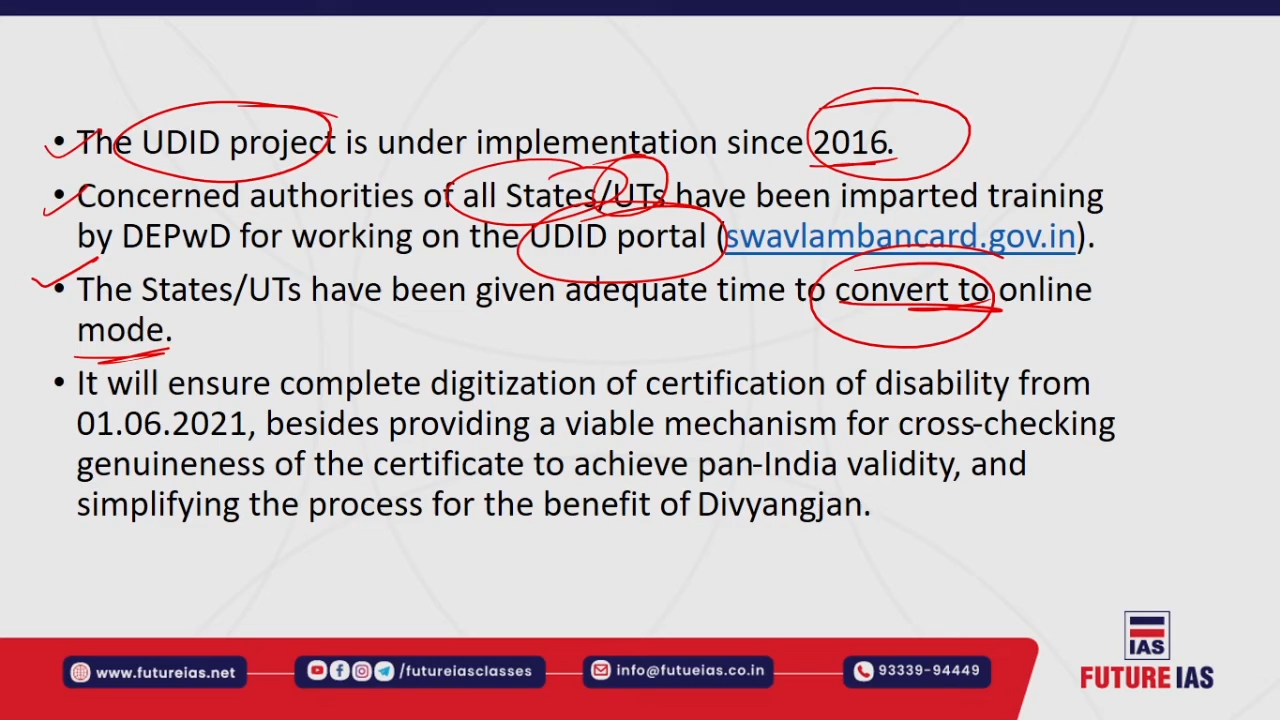 • The UDID project is under implementation since 2016.
• Concerned authorities of all States/UTs have been imparted training
by DEPwD for working on the UDID portal (swavlambancard.gov.in).
• The States/UTs have been given adequate time to convert to online
mode.
• It will ensure complete digitization of certification of disability from
01.06.2021, besides providing a viable mechanism for cross-checking
genuineness of the certificate to achieve pan-India validity, and
simplifying the process for the benefit of Divyangjan.
IAS
www.futureias.net
/futureiasclasses
info@futueias.co.in
93339-94449
FUTURE IAS